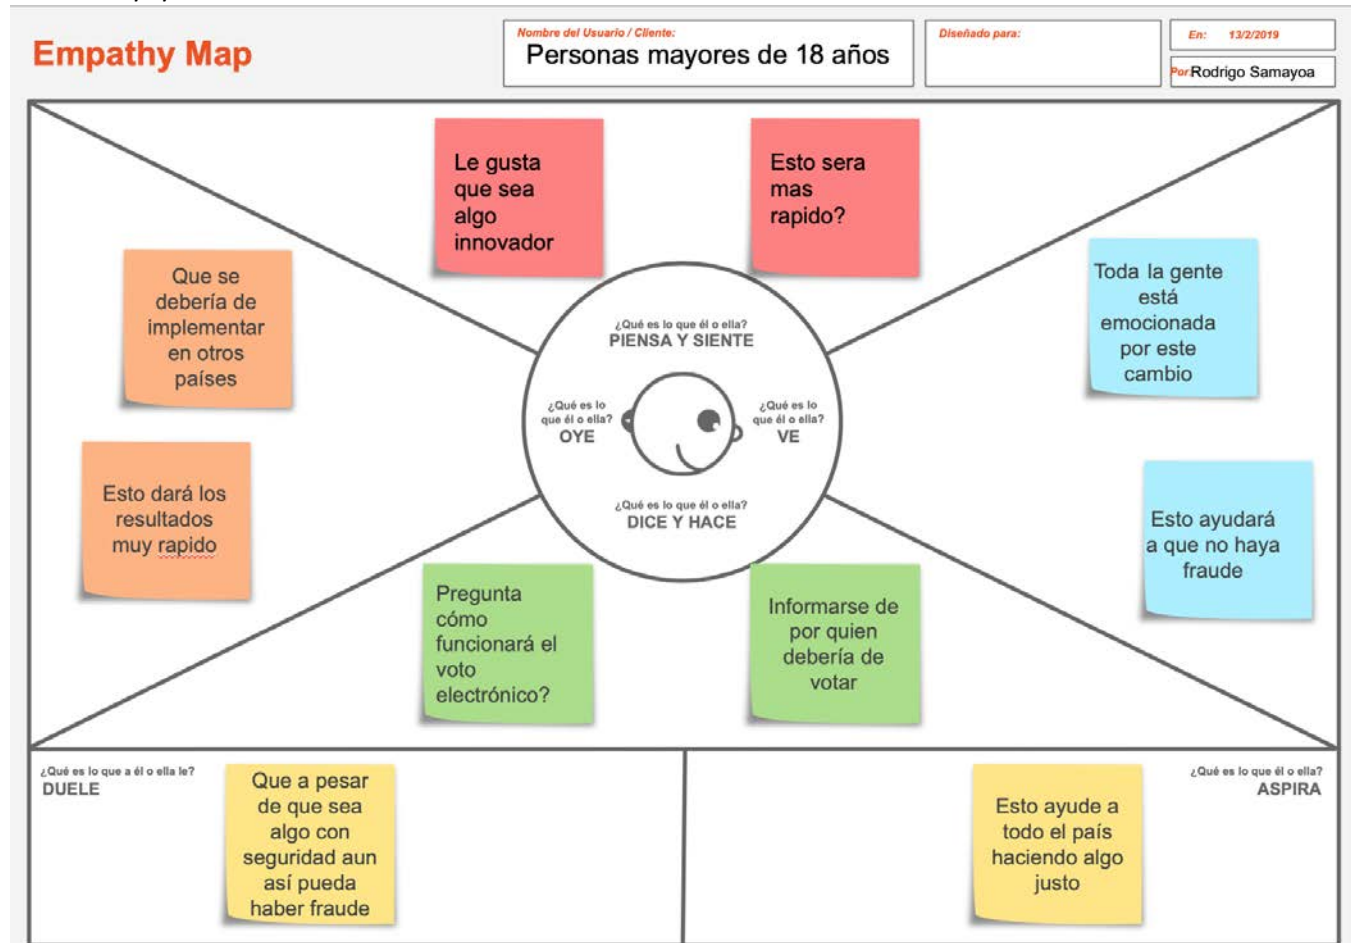 Empathy Map
Nombre del Usuario / Cliente:
Personas mayores de 18 años
Diseñado para:
En: 13/2/2019
Por: Rodrigo Samayoa
Le gusta
que sea
algo
innovador
Esto sera
mas
rapido?
Que se
debería de
implementar
en otros
países
Esto dará los
resultados
muy rapido
¿Qué es lo que él o ella?
PIENSA Y SIENTE
¿Qué es lo
que él o ella?
OYE
¿Qué es lo
que él o ella?
VE
¿Qué es lo que él o ella?
DICE Y HACE
Toda la gente
está
emocionada
por este
cambio
Esto ayudará
a que no haya
fraude
Pregunta
cómo
funcionará el
voto
electrónico?
Informarse de
por quien
debería de
votar
¿Qué es lo que a él o ella le?
DUELE
Que a pesar
de que sea
algo con
seguridad aun
así pueda
haber fraude
Esto ayude a
todo el país
haciendo algo
justo
¿Qué es lo que él o ella?
ASPIRA